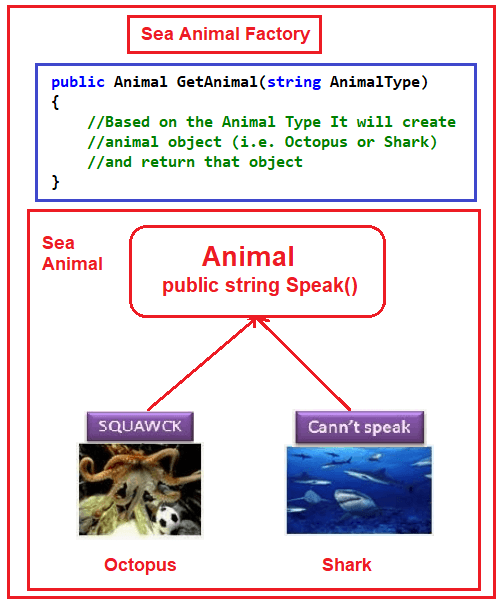 Sea Animal Factory
public Animal GetAnimal(string AnimalType)
{
//Based on the Animal Type It will create
//animal object (i.e. Octopus or Shark)
//and return that object
}
Sea
Animal
Animal
public string Speak()
SQUAWCK
Cann't speak
Octopus
Shark